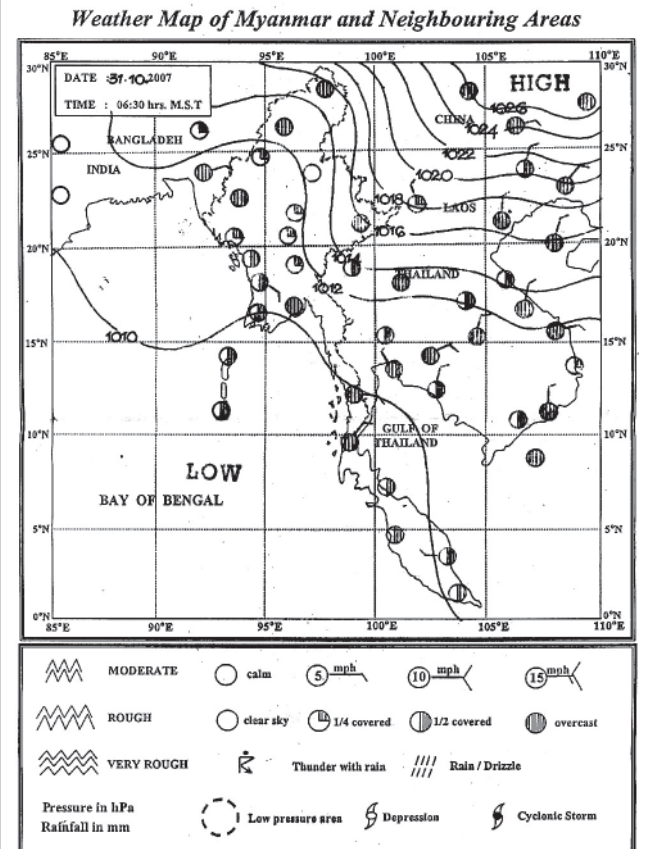 Weather Map of Myanmar and Neighbouring Areas
85°E 90°E 95°E 100°E 105°E 110°E
30°N 30°N
DATE :31.10.2007
TIME : 06:30 hrs. M.S.T
HIGH
1026
CHINA 1024
BANGLADEH
25°N 1022 25°N
INDIA 1020
1018 LAOS
1016
20°N 20°N
1014
THAILAND
1012
1010
15°N 15°N
10°N GULF OF 10°N
THAILAND
LOW
BAY OF BENGAL
5°N 5°N
0°N 0°N
85°E 90°E 95°E 100°E 105°E 110°E
MODERATE calm 5 mph 10 mph 15 mph
ROUGH clear sky 1/4 covered 1/2 covered overcast
VERY ROUGH Thunder with rain Rain / Drizzle
Pressure in hPa
Rainfall in mm
Low pressure area Depression Cyclonic Storm